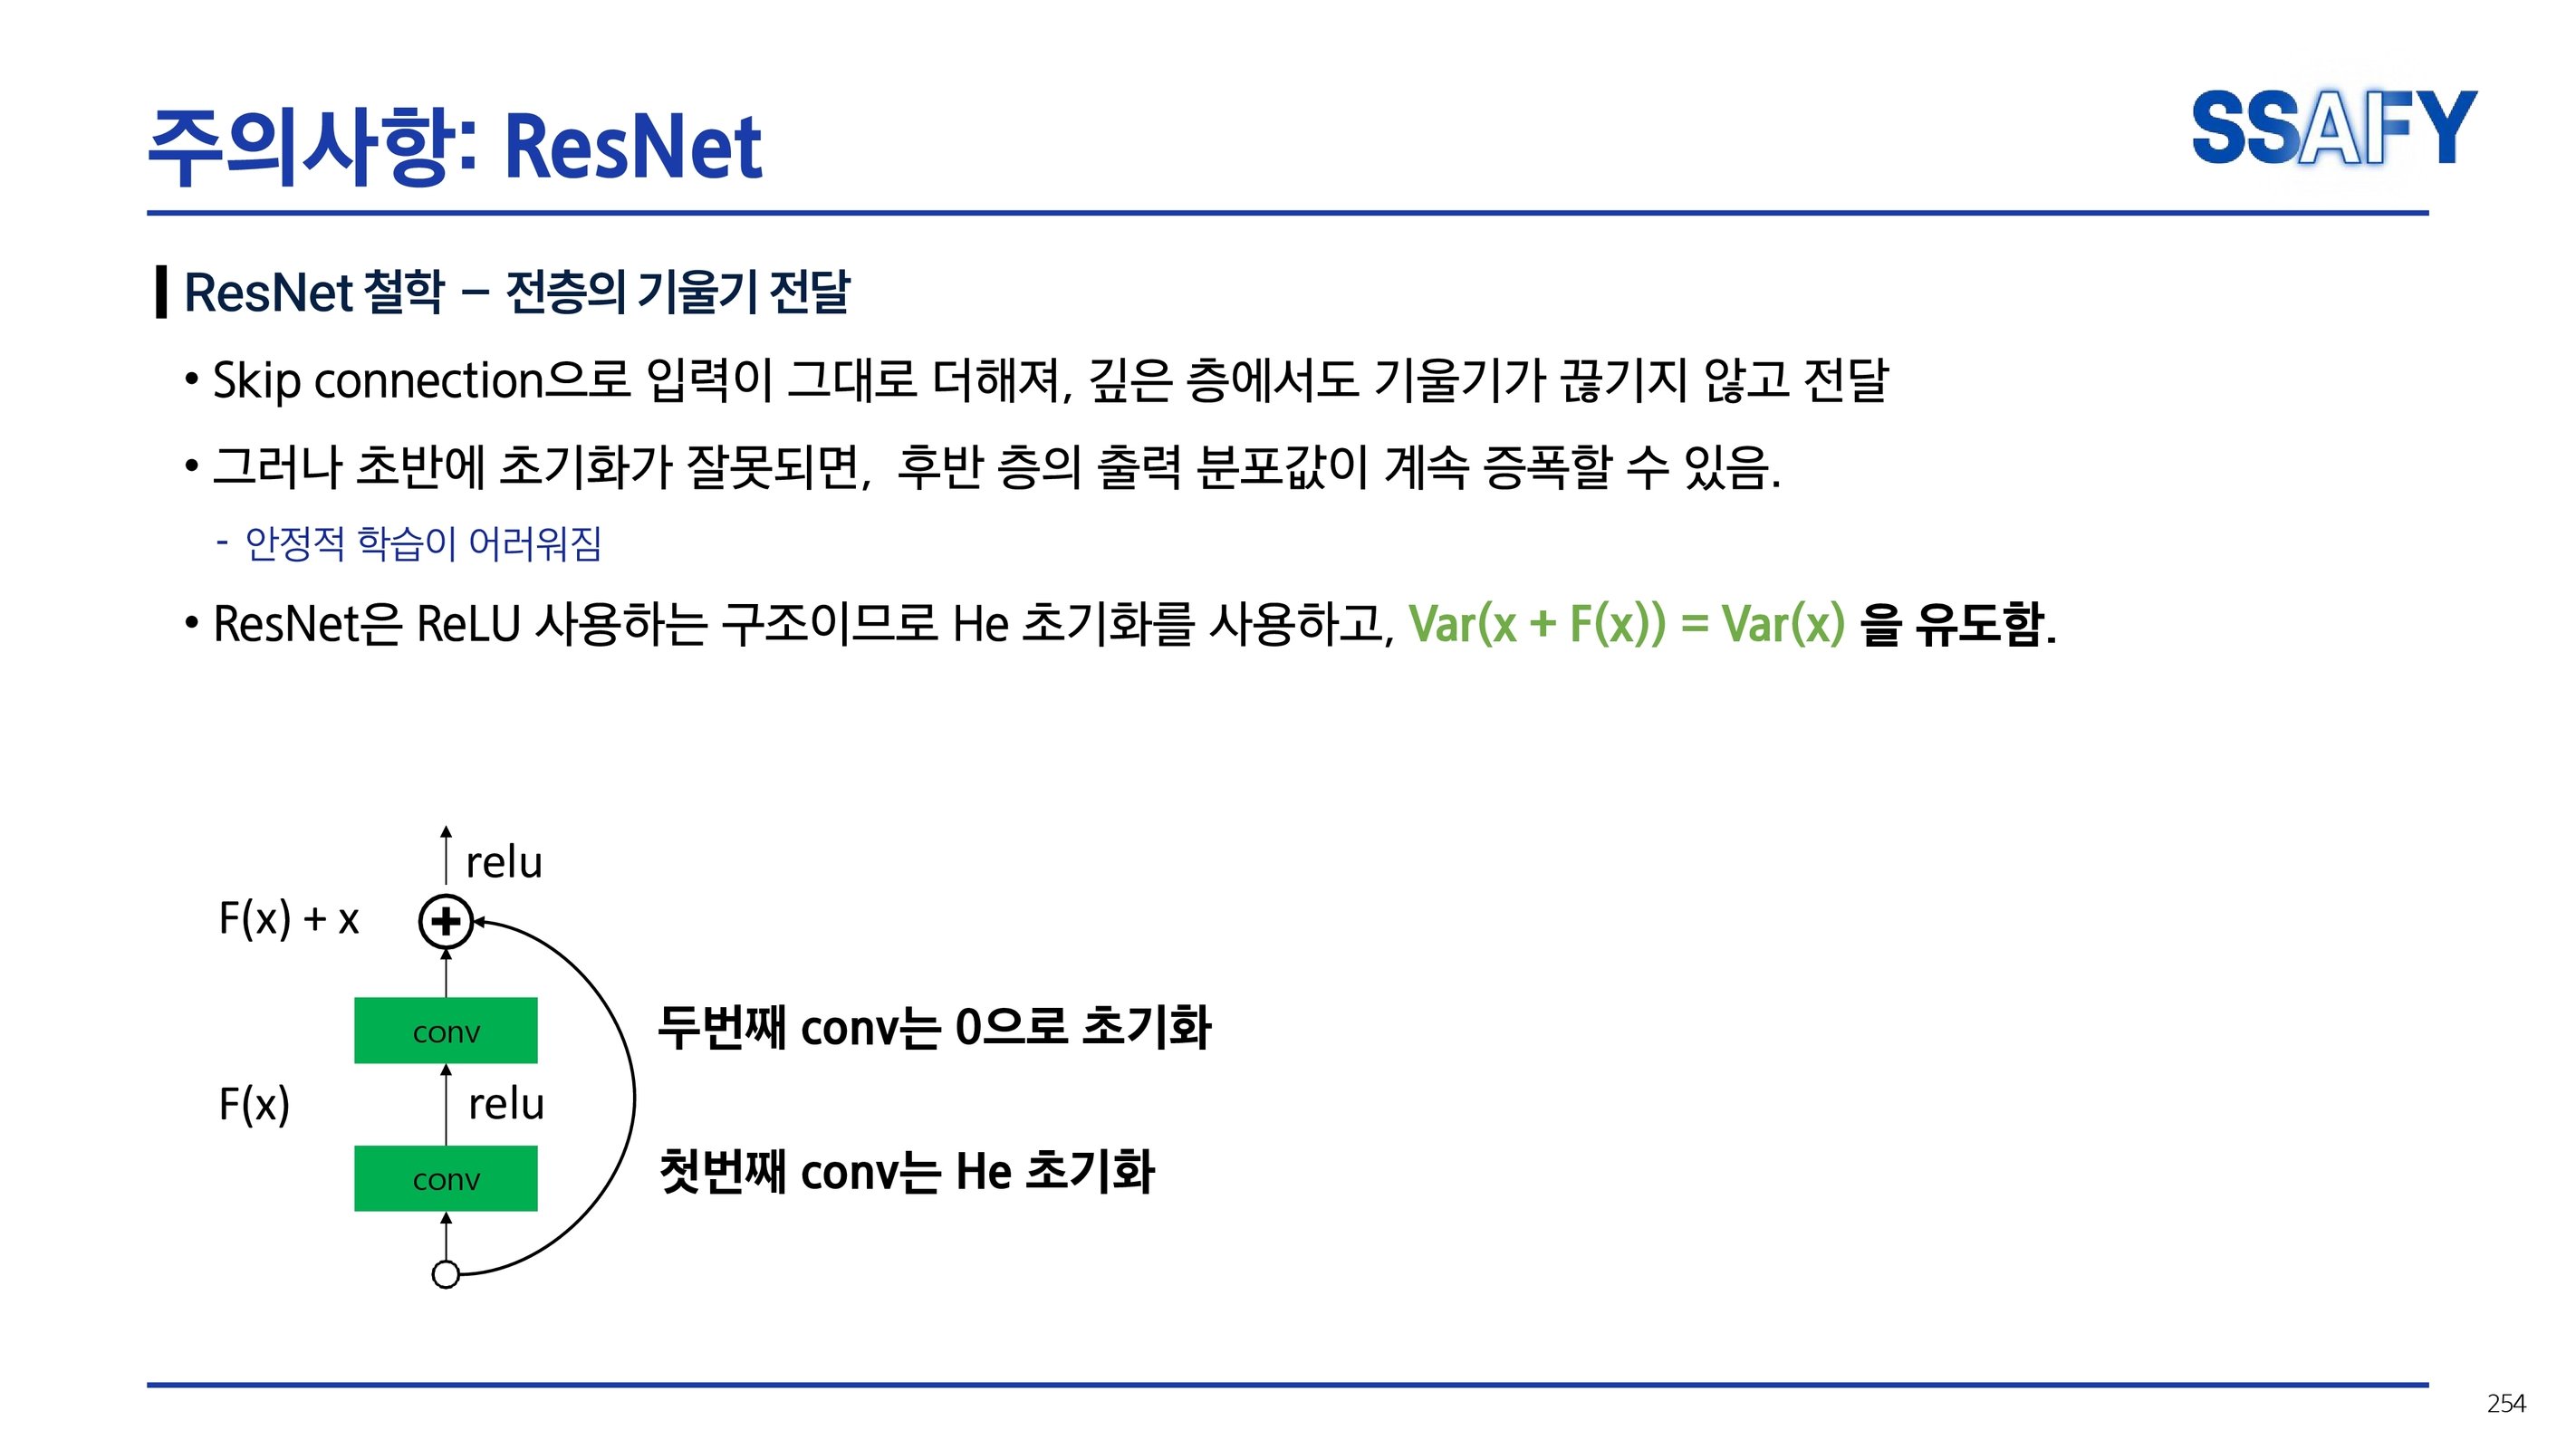 주의사항: ResNet
SSAFY
ResNet 철학 – 전층의 기울기 전달
• Skip connection으로 입력이 그대로 더해져, 깊은 층에서도 기울기가 끊기지 않고 전달
• 그러나 초반에 초기화가 잘못되면, 후반 층의 출력 분포값이 계속 증폭할 수 있음.
- 안정적 학습이 어려워짐
• ResNet은 ReLU 사용하는 구조이므로 He 초기화를 사용하고, Var(x + F(x)) = Var(x) 을 유도함.
relu
F(x) + x
conv
두번째 conv는 0으로 초기화
F(x)
relu
conv
첫번째 conv는 He 초기화
254